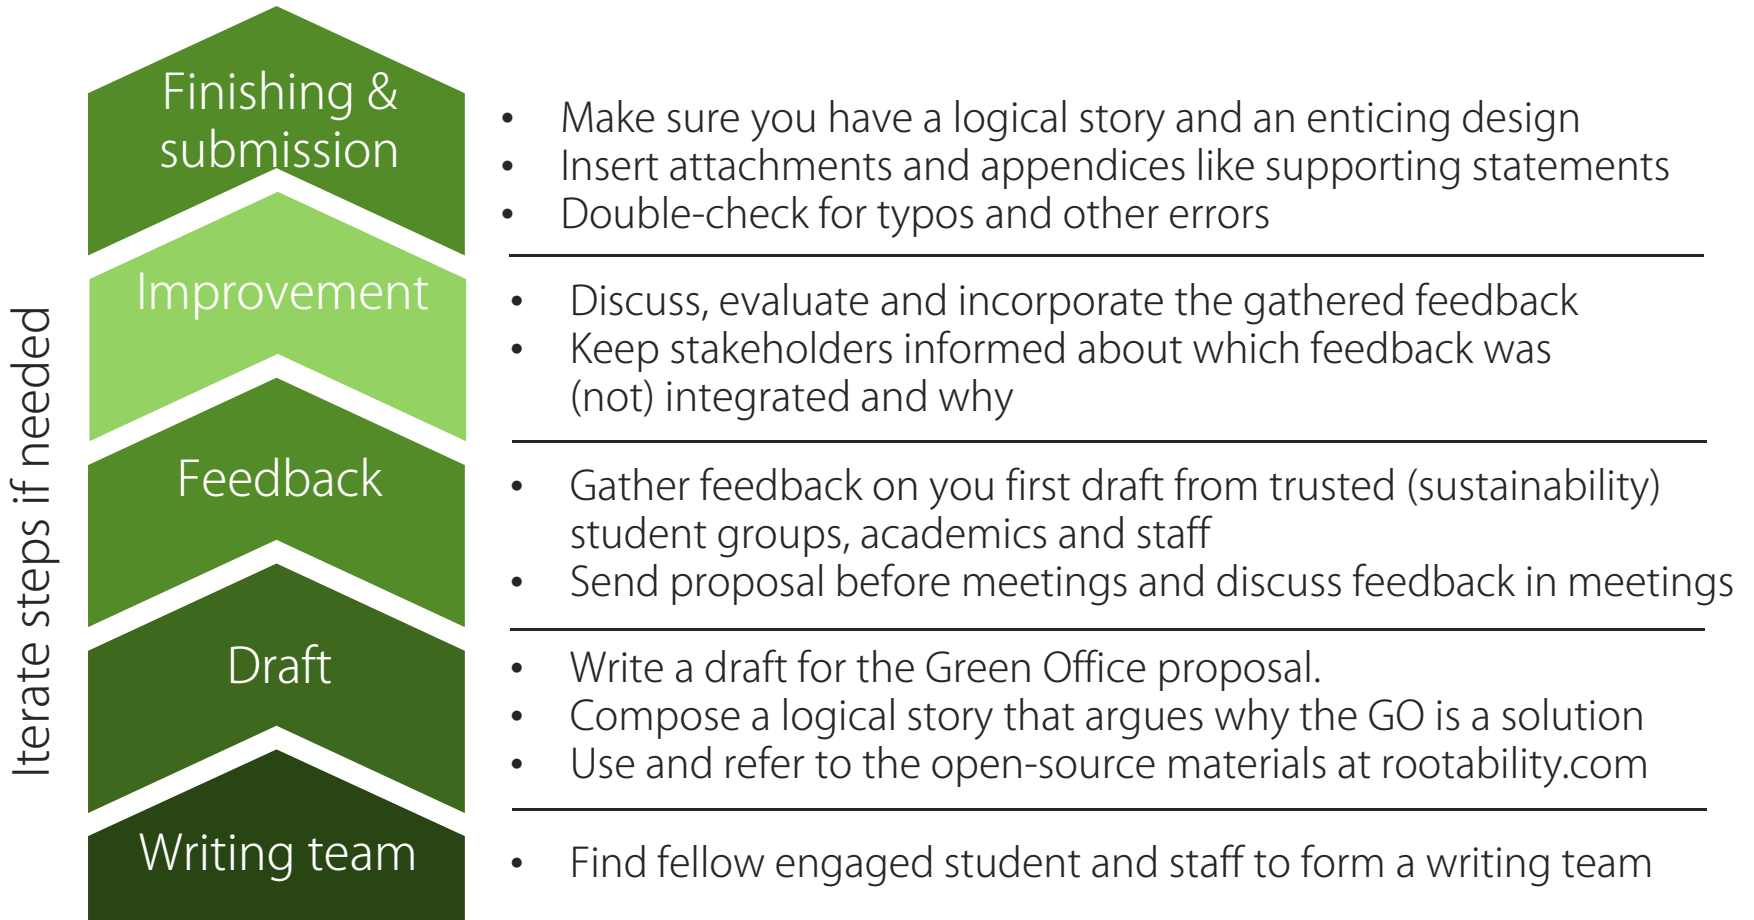 Finishing &
submission
• Make sure you have a logical story and an enticing design
• Insert attachments and appendices like supporting statements
• Double-check for typos and other errors
Improvement
• Discuss, evaluate and incorporate the gathered feedback
• Keep stakeholders informed about which feedback was
(not) integrated and why
Feedback
• Gather feedback on you first draft from trusted (sustainability)
student groups, academics and staff
• Send proposal before meetings and discuss feedback in meetings
Draft
• Write a draft for the Green Office proposal.
• Compose a logical story that argues why the GO is a solution
• Use and refer to the open-source materials at rootability.com
Writing team
• Find fellow engaged student and staff to form a writing team
Iterate steps if needed